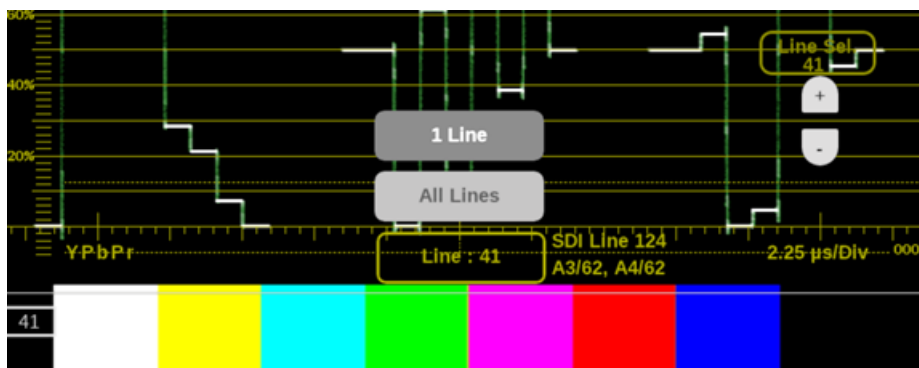 60%
Line Sel
41
40%
+
1 Line
-
20%
All Lines
YPbPr
Line : 41
SDI Line 124
A3/62, A4/62
2.25 µs/Div
000
41